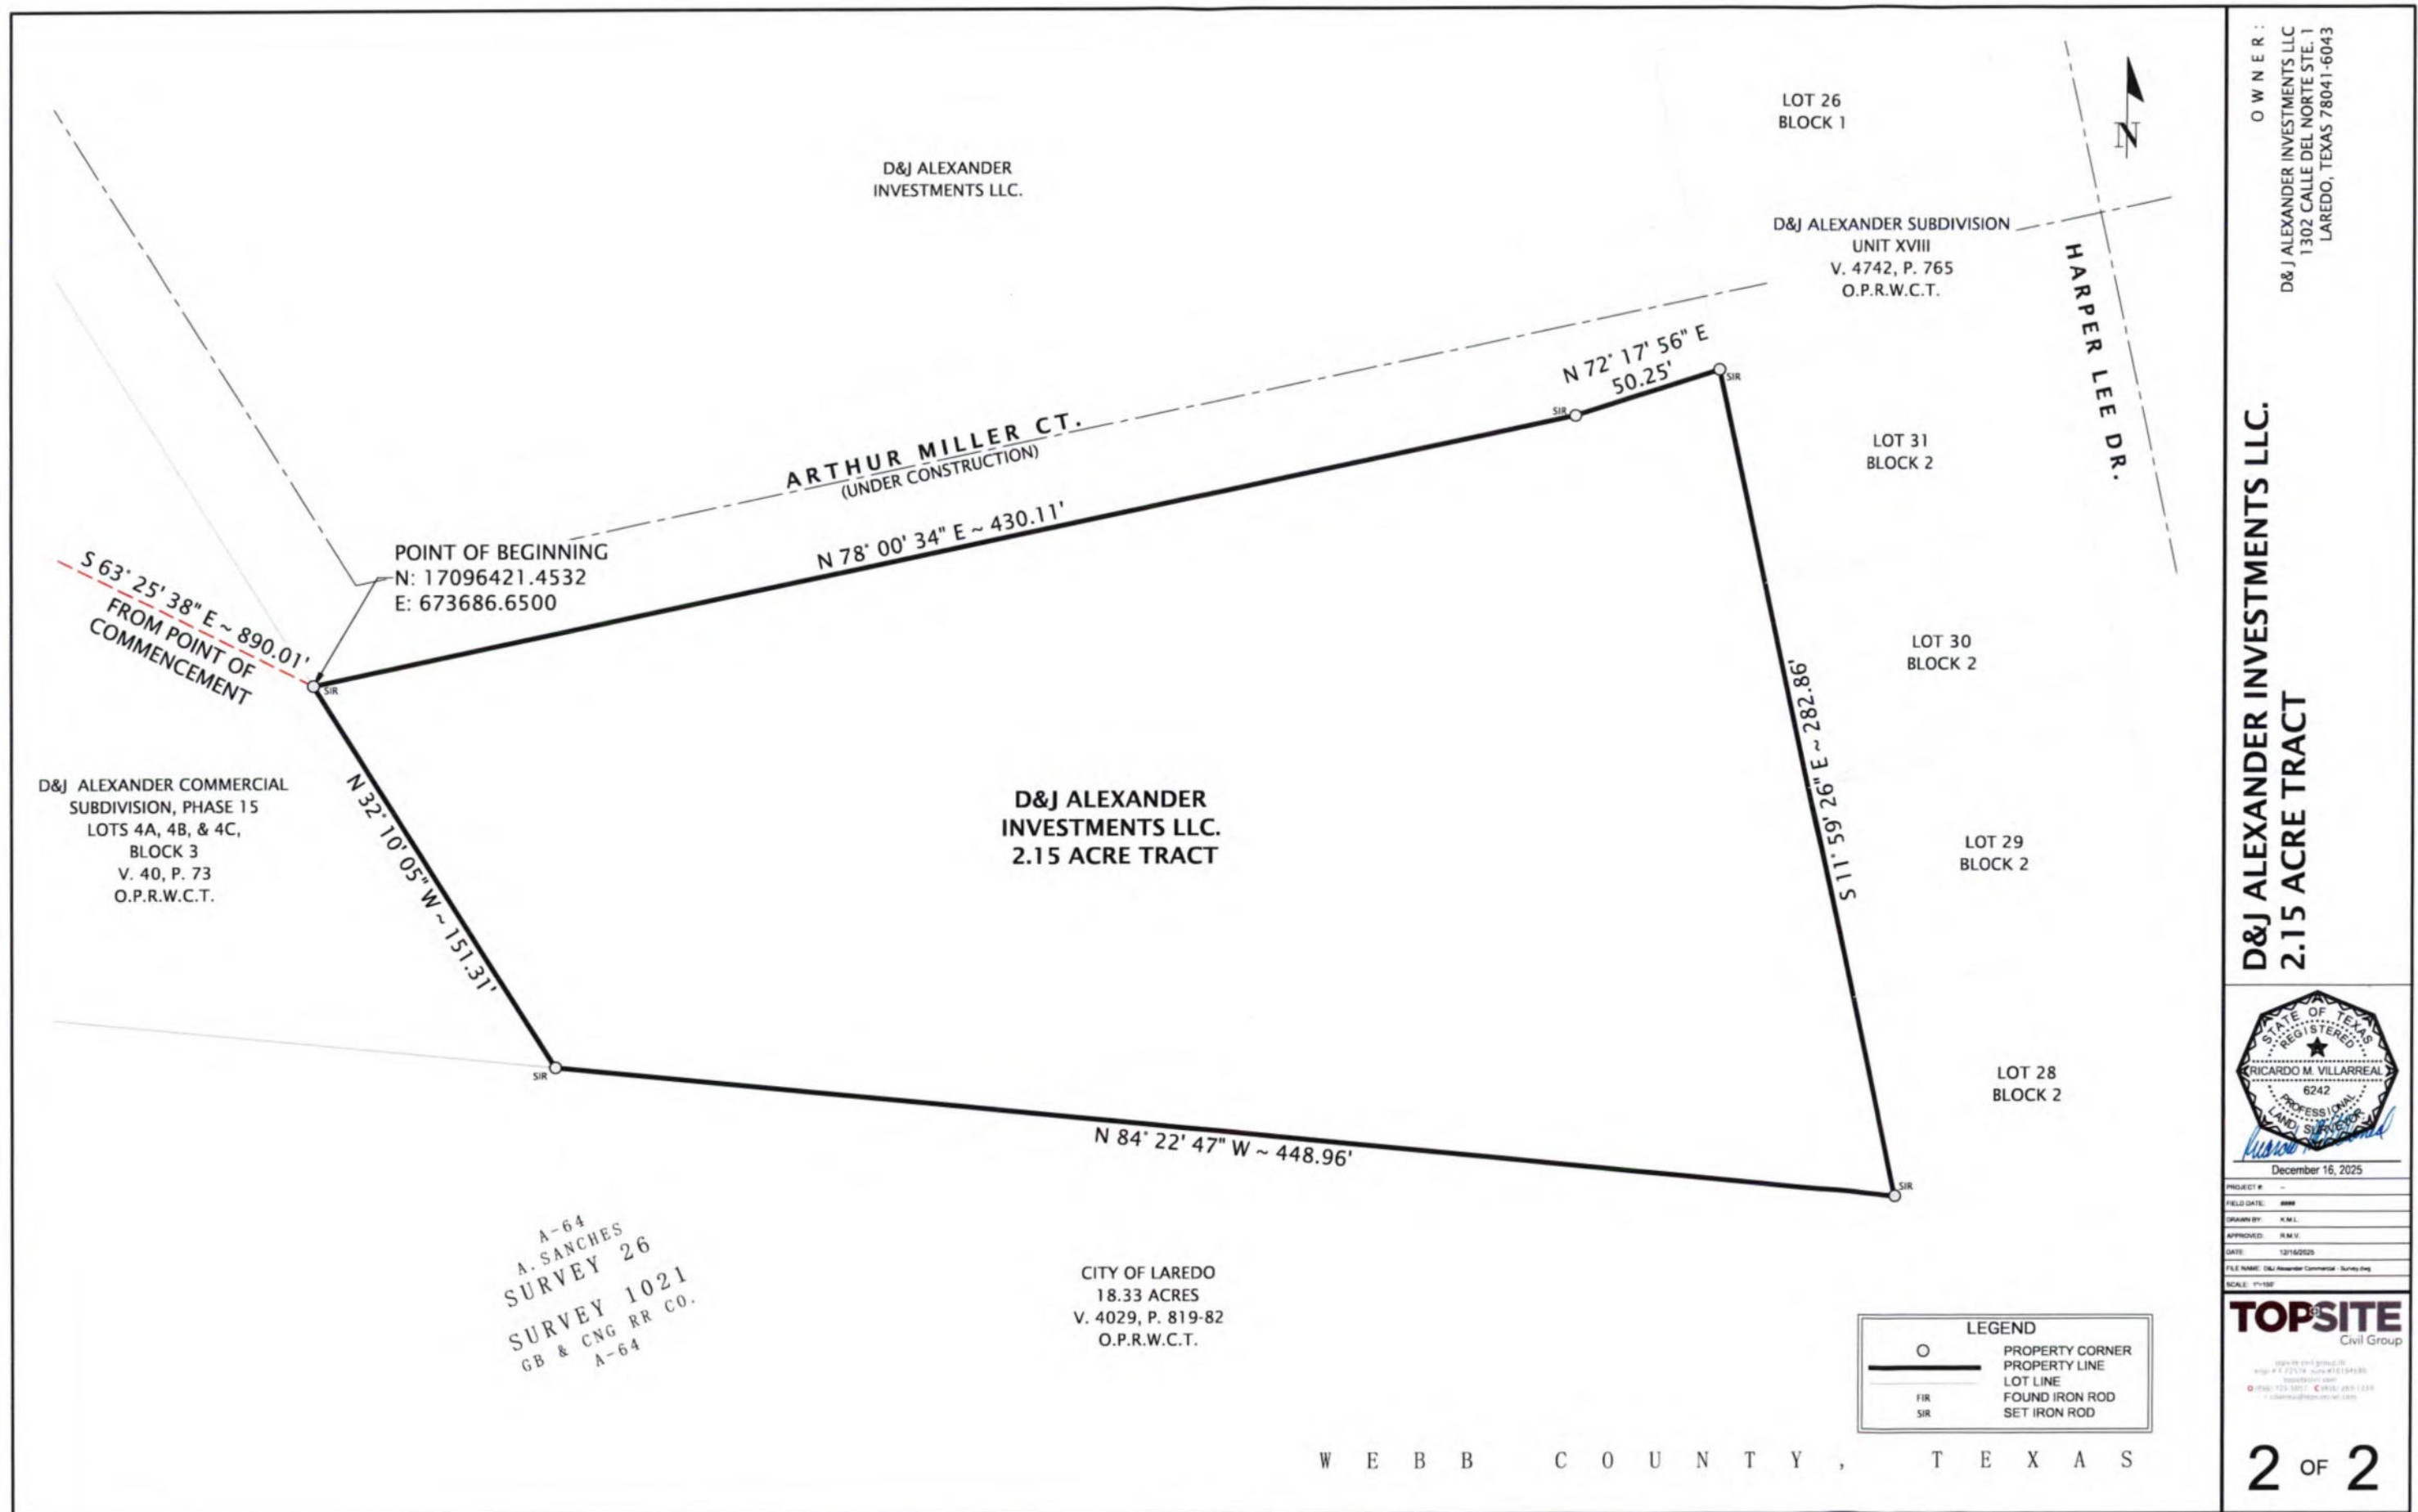 LOT 26
BLOCK 1
N
D&J ALEXANDER
INVESTMENTS LLC.
D&J ALEXANDER SUBDIVISION
UNIT XVIII
V. 4742, P. 765
O.P.R.W.C.T.
HARPER LEE DR.
N 72° 17' 56" E
50.25'
SIR
SIR
ARTHUR MILLER CT.
(UNDER CONSTRUCTION)
LOT 31
BLOCK 2
N 78° 00' 34" E ~ 430.11'
POINT OF BEGINNING
N: 17096421.4532
E: 673686.6500
S 63° 25' 38" E ~ 890.01'
FROM POINT OF
COMMENCEMENT
SIR
LOT 30
BLOCK 2
S 11° 59' 26" E ~ 282.86'
D&J ALEXANDER COMMERCIAL
SUBDIVISION, PHASE 15
LOTS 4A, 4B, & 4C,
BLOCK 3
V. 40, P. 73
O.P.R.W.C.T.
N 32° 10' 05" W ~ 151.31'
D&J ALEXANDER
INVESTMENTS LLC.
2.15 ACRE TRACT
LOT 29
BLOCK 2
SIR
LOT 28
BLOCK 2
N 84° 22' 47" W ~ 448.96'
SIR
A-64
A. SANCHES
SURVEY 26
SURVEY 1021
GB & CNG RR CO.
A-64
CITY OF LAREDO
18.33 ACRES
V. 4029, P. 819-82
O.P.R.W.C.T.
LEGEND
PROPERTY CORNER
PROPERTY LINE
LOT LINE
FIR FOUND IRON ROD
SIR SET IRON ROD
WEBB COUNTY, TEXAS
OWNER:
D&J ALEXANDER INVESTMENTS LLC
1302 CALLE DEL NORTE STE. 1
LAREDO, TEXAS 78041-6043
D&J ALEXANDER INVESTMENTS LLC.
2.15 ACRE TRACT
STATE OF TEXAS
REGISTERED
RICARDO M. VILLARREAL
6242
PROFESSIONAL
LAND SURVEYOR
December 16, 2025
PROJECT #: -
FIELD DATE: ####
DRAWN BY: K.M.L.
APPROVED: R.M.V.
DATE: 12/16/2025
FILE NAME: D&J Alexander Commercial - Survey.dwg
SCALE: 1"=100'
TOPSITE
Civil Group
2 OF 2